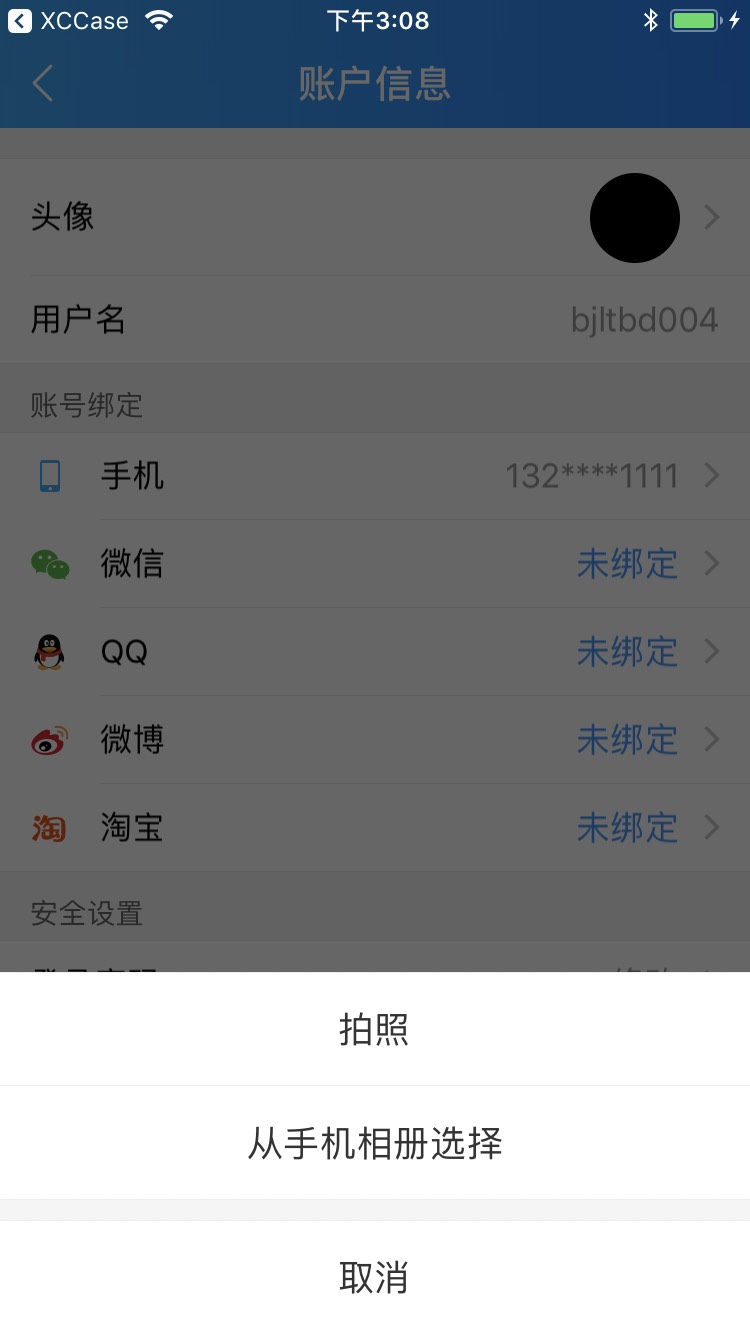 XCCase 下午3:08
账户信息
头像
用户名 bjltbd004
账号绑定
手机 132****1111
微信 未绑定
QQ 未绑定
微博 未绑定
淘 淘宝 未绑定
安全设置
拍照
从手机相册选择
取消